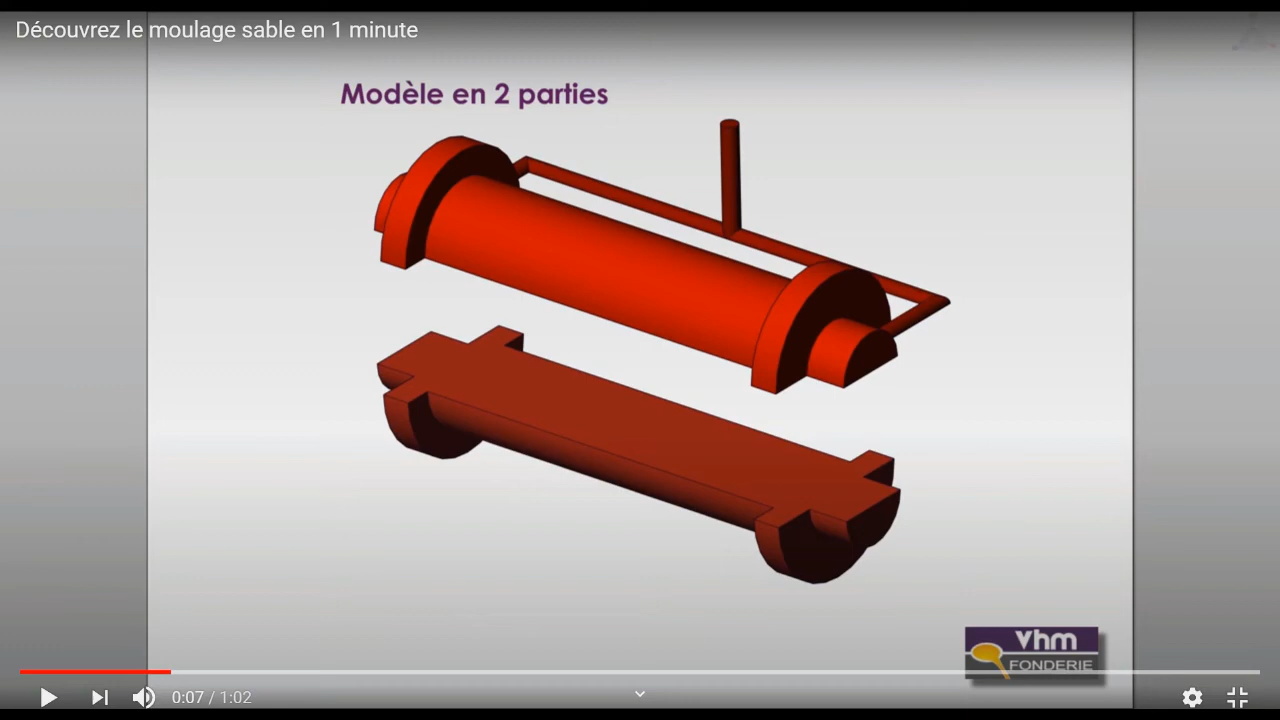 Découvrez le moulage sable en 1 minute
Modèle en 2 parties
vhm
FONDERIE
0:07 / 1:02